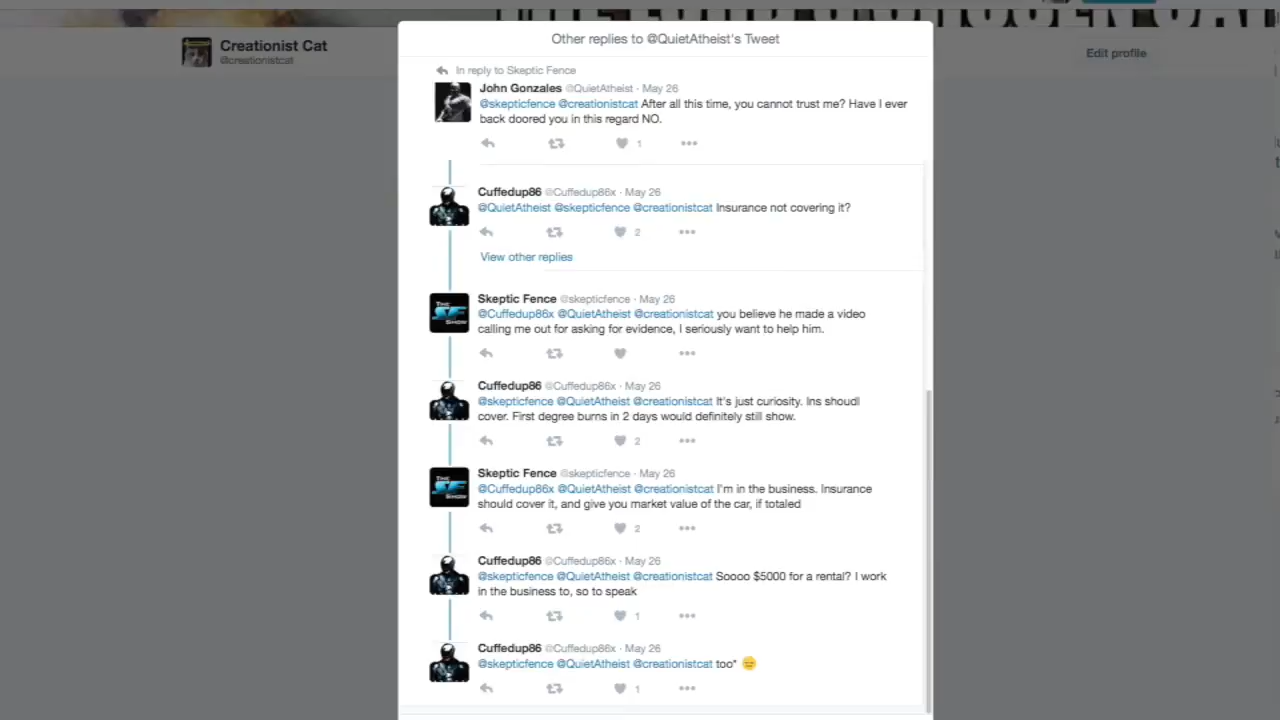 Creationist Cat
@creationistcat
Edit profile
Other replies to @QuietAtheist's Tweet
In reply to Skeptic Fence
John Gonzales @QuietAtheist · May 26
@skepticfence @creationistcat After all this time, you cannot trust me? Have I ever
back doored you in this regard NO.
1
Cuffedup86 @Cuffedup86x · May 26
@QuietAtheist @skepticfence @creationistcat Insurance not covering it?
2
View other replies
THE
SF
SHOW
Skeptic Fence @skepticfence · May 26
@Cuffedup86x @QuietAtheist @creationistcat you believe he made a video
calling me out for asking for evidence, I seriously want to help him.
Cuffedup86 @Cuffedup86x · May 26
@skepticfence @QuietAtheist @creationistcat It's just curiosity. Ins shoudl
cover. First degree burns in 2 days would definitely still show.
2
THE
SF
SHOW
Skeptic Fence @skepticfence · May 26
@Cuffedup86x @QuietAtheist @creationistcat I'm in the business. Insurance
should cover it, and give you market value of the car, if totaled
2
Cuffedup86 @Cuffedup86x · May 26
@skepticfence @QuietAtheist @creationistcat Soooo $5000 for a rental? I work
in the business to, so to speak
1
Cuffedup86 @Cuffedup86x · May 26
@skepticfence @QuietAtheist @creationistcat too* 😑
1